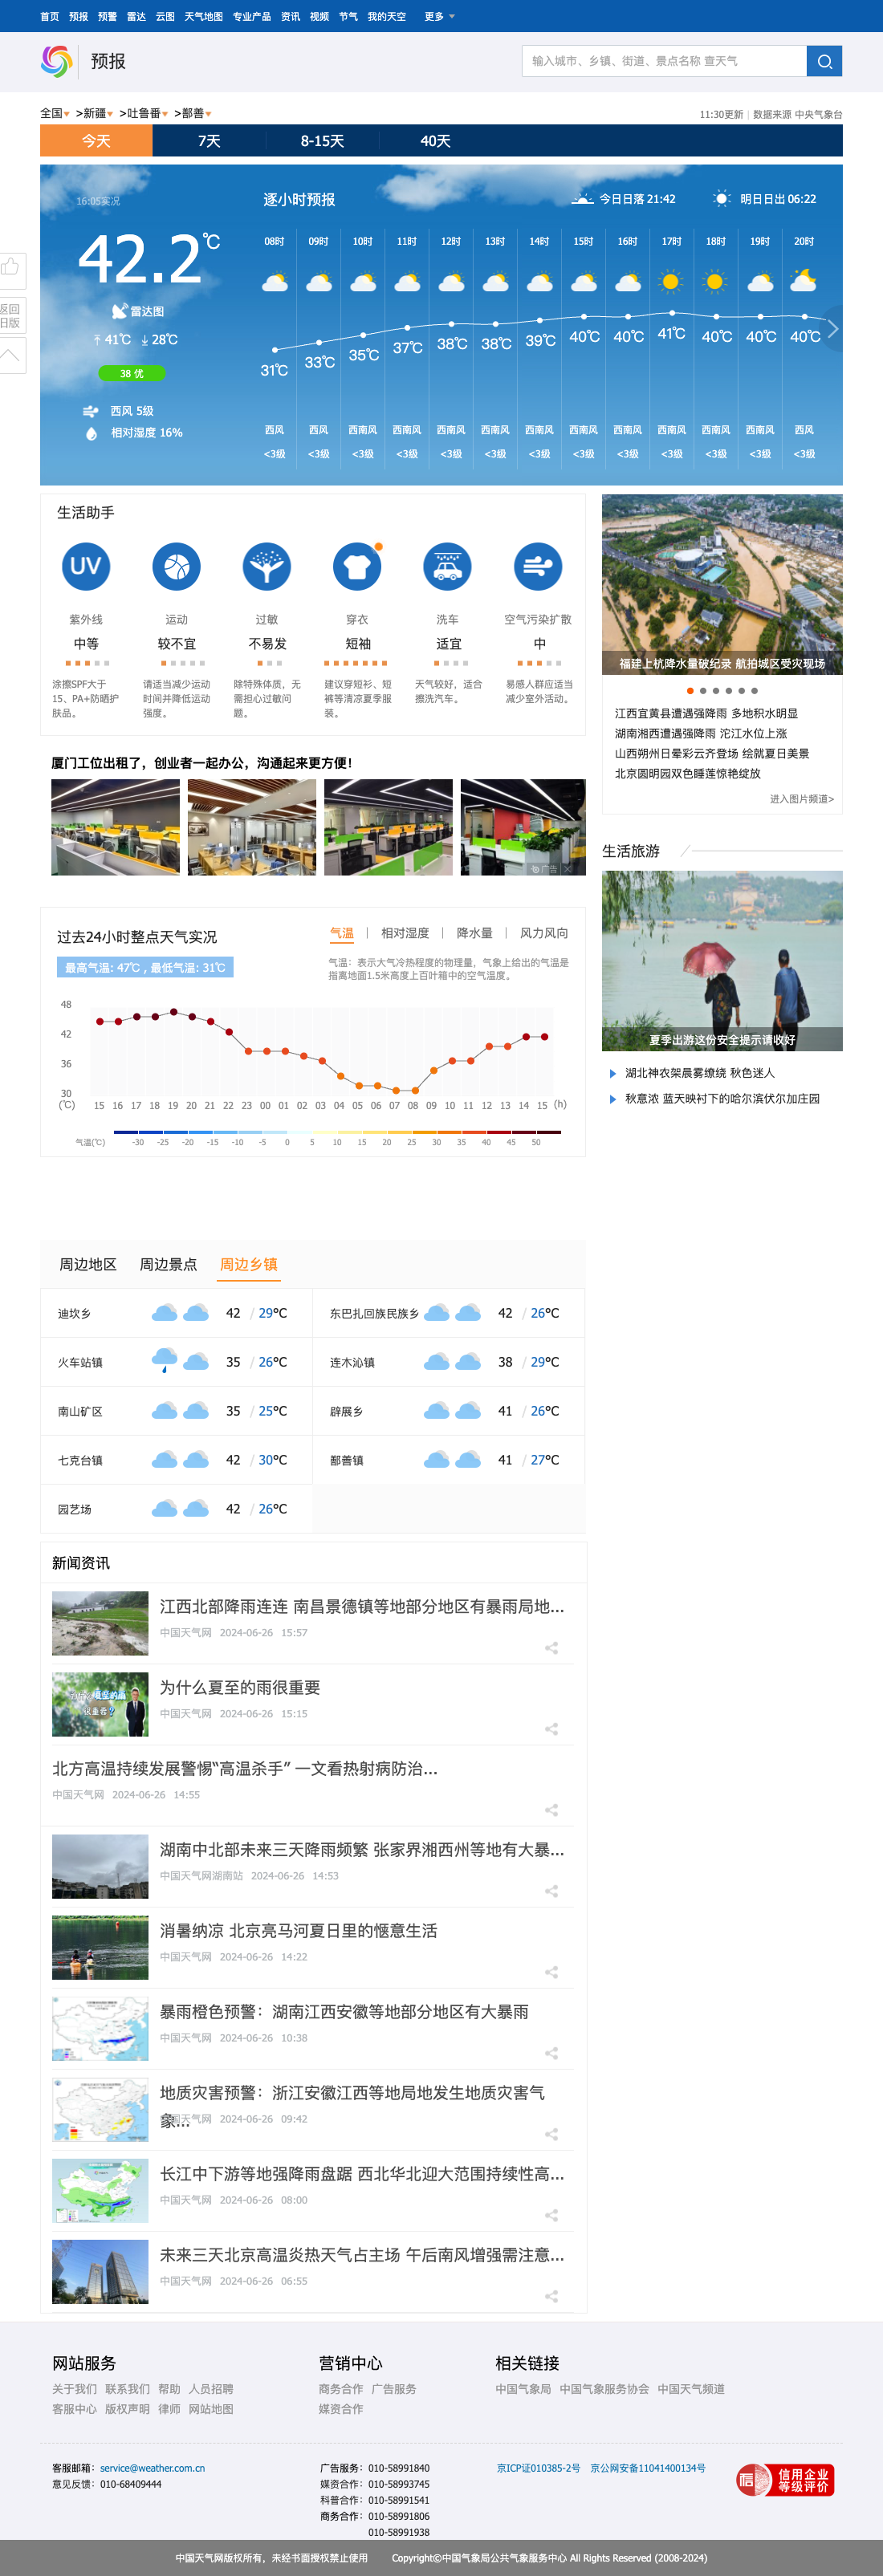 首页 预报 预警 雷达 云图 天气地图 专业产品 资讯 视频 节气 我的天空 更多
预报
输入城市、乡镇、街道、景点名称 查天气
全国 >新疆 >吐鲁番 >鄯善
11:30更新 | 数据来源 中央气象台
今天 7天 8-15天 40天
16:05实况
42.2℃
雷达图
41℃ 28℃
38 优
西风 5级
相对湿度 16%
逐小时预报
今日日落 21:42 明日日出 06:22
08时 09时 10时 11时 12时 13时 14时 15时 16时 17时 18时 19时 20时
31℃ 33℃ 35℃ 37℃ 38℃ 38℃ 39℃ 40℃ 40℃ 41℃ 40℃ 40℃ 40℃
西风 西风 西南风 西南风 西南风 西南风 西南风 西南风 西南风 西南风 西南风 西南风 西风
<3级 <3级 <3级 <3级 <3级 <3级 <3级 <3级 <3级 <3级 <3级 <3级 <3级
返回
旧版
生活助手
UV
紫外线 运动 过敏 穿衣 洗车 空气污染扩散
中等 较不宜 不易发 短袖 适宜 中
涂擦SPF大于15、PA+防晒护肤品。
请适当减少运动时间并降低运动强度。
除特殊体质，无需担心过敏问题。
建议穿短衫、短裤等清凉夏季服装。
天气较好，适合擦洗汽车。
易感人群应适当减少室外活动。
福建上杭降水量破纪录 航拍城区受灾现场
江西宜黄县遭遇强降雨 多地积水明显
湖南湘西遭遇强降雨 沱江水位上涨
山西朔州日晕彩云齐登场 绘就夏日美景
北京圆明园双色睡莲惊艳绽放
进入图片频道>
厦门工位出租了，创业者一起办公，沟通起来更方便！
广告
生活旅游
夏季出游这份安全提示请收好
湖北神农架晨雾缭绕 秋色迷人
秋意浓 蓝天映衬下的哈尔滨伏尔加庄园
过去24小时整点天气实况
气温 | 相对湿度 | 降水量 | 风力风向
最高气温: 47℃ , 最低气温: 31℃
气温：表示大气冷热程度的物理量，气象上给出的气温是
指离地面1.5米高度上百叶箱中的空气温度。
48
42
36
30
(℃)
15 16 17 18 19 20 21 22 23 00 01 02 03 04 05 06 07 08 09 10 11 12 13 14 15 (h)
气温(℃) -30 -25 -20 -15 -10 -5 0 5 10 15 20 25 30 35 40 45 50
周边地区 周边景点 周边乡镇
迪坎乡 42 / 29℃
东巴扎回族民族乡 42 / 26℃
火车站镇 35 / 26℃
连木沁镇 38 / 29℃
南山矿区 35 / 25℃
辟展乡 41 / 26℃
七克台镇 42 / 30℃
鄯善镇 41 / 27℃
园艺场 42 / 26℃
新闻资讯
江西北部降雨连连 南昌景德镇等地部分地区有暴雨局地...
中国天气网 2024-06-26 15:57
为什么夏至的雨很重要
中国天气网 2024-06-26 15:15
北方高温持续发展警惕“高温杀手” 一文看热射病防治...
中国天气网 2024-06-26 14:55
湖南中北部未来三天降雨频繁 张家界湘西州等地有大暴...
中国天气网湖南站 2024-06-26 14:53
消暑纳凉 北京亮马河夏日里的惬意生活
中国天气网 2024-06-26 14:22
暴雨橙色预警：湖南江西安徽等地部分地区有大暴雨
中国天气网 2024-06-26 10:38
地质灾害预警：浙江安徽江西等地局地发生地质灾害气
象...
中国天气网 2024-06-26 09:42
长江中下游等地强降雨盘踞 西北华北迎大范围持续性高...
中国天气网 2024-06-26 08:00
未来三天北京高温炎热天气占主场 午后南风增强需注意...
中国天气网 2024-06-26 06:55
网站服务
关于我们 联系我们 帮助 人员招聘
客服中心 版权声明 律师 网站地图
营销中心
商务合作 广告服务
媒资合作
相关链接
中国气象局 中国气象服务协会 中国天气频道
客服邮箱：service@weather.com.cn
意见反馈：010-68409444
广告服务：010-58991840
媒资合作：010-58993745
科普合作：010-58991541
商务合作：010-58991806
010-58991938
京ICP证010385-2号 京公网安备11041400134号
信用企业
等级评价
中国天气网版权所有，未经书面授权禁止使用 Copyright©中国气象局公共气象服务中心 All Rights Reserved (2008-2024)